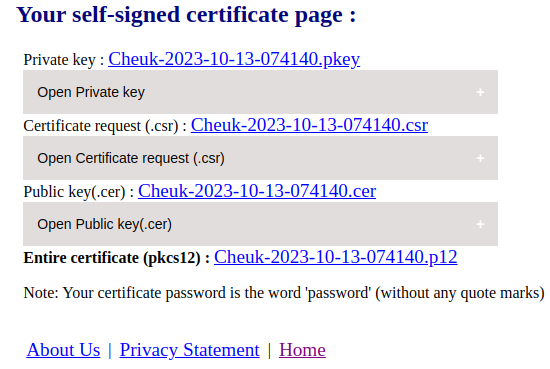 Your self-signed certificate page :
Private key : Cheuk-2023-10-13-074140.pkey
Open Private key +
Certificate request (.csr) : Cheuk-2023-10-13-074140.csr
Open Certificate request (.csr) +
Public key(.cer) : Cheuk-2023-10-13-074140.cer
Open Public key(.cer) +
Entire certificate (pkcs12) : Cheuk-2023-10-13-074140.p12
Note: Your certificate password is the word 'password' (without any quote marks)
About Us | Privacy Statement | Home